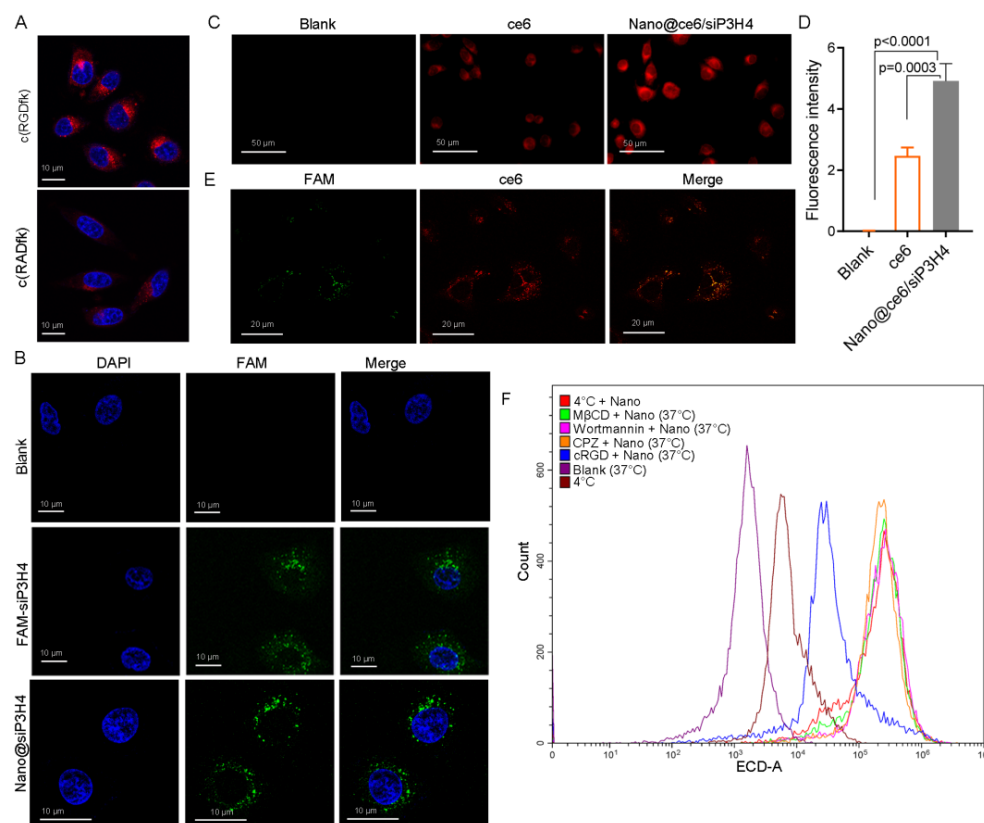 A
c(RGDfk)
10 µm
c(RADfk)
10 µm
C
Blank
ce6
Nano@ce6/siP3H4
50 µm
50 µm
50 µm
D
Fluorescence intensity
6
4
2
0
p<0.0001
p=0.0003
Blank
ce6
Nano@ce6/siP3H4
E
FAM
ce6
Merge
20 µm
20 µm
20 µm
B
DAPI
FAM
Merge
Blank
10 µm
10 µm
10 µm
FAM-siP3H4
10 µm
10 µm
10 µm
Nano@siP3H4
10 µm
10 µm
10 µm
F
4°C + Nano
MβCD + Nano (37°C)
Wortmannin + Nano (37°C)
CPZ + Nano (37°C)
cRGD + Nano (37°C)
Blank (37°C)
4°C
Count
600
400
200
0
0 10¹ 10² 10³ 10⁴ 10⁵ 10⁶ 10⁷
ECD-A